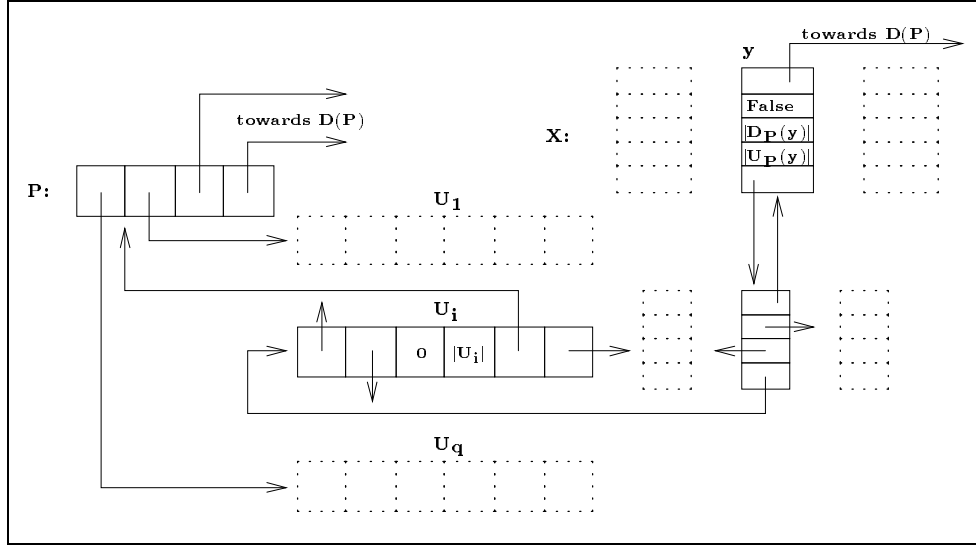 towards D(P)
y
False
|D_P(y)|
|U_P(y)|
X:
towards D(P)
P:
U_1
U_i
0
|U_i|
U_q